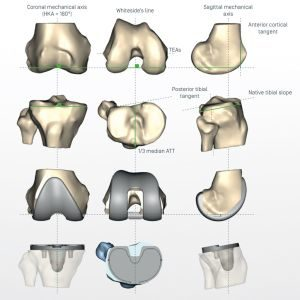 Coronal mechanical axis
(HKA = 180°)
Whiteside's line
Sagittal mechanical
axis
Anterior cortical
tangent
TEAs
Posterior tibial
tangent
Native tibial slope
1/3 median ATT